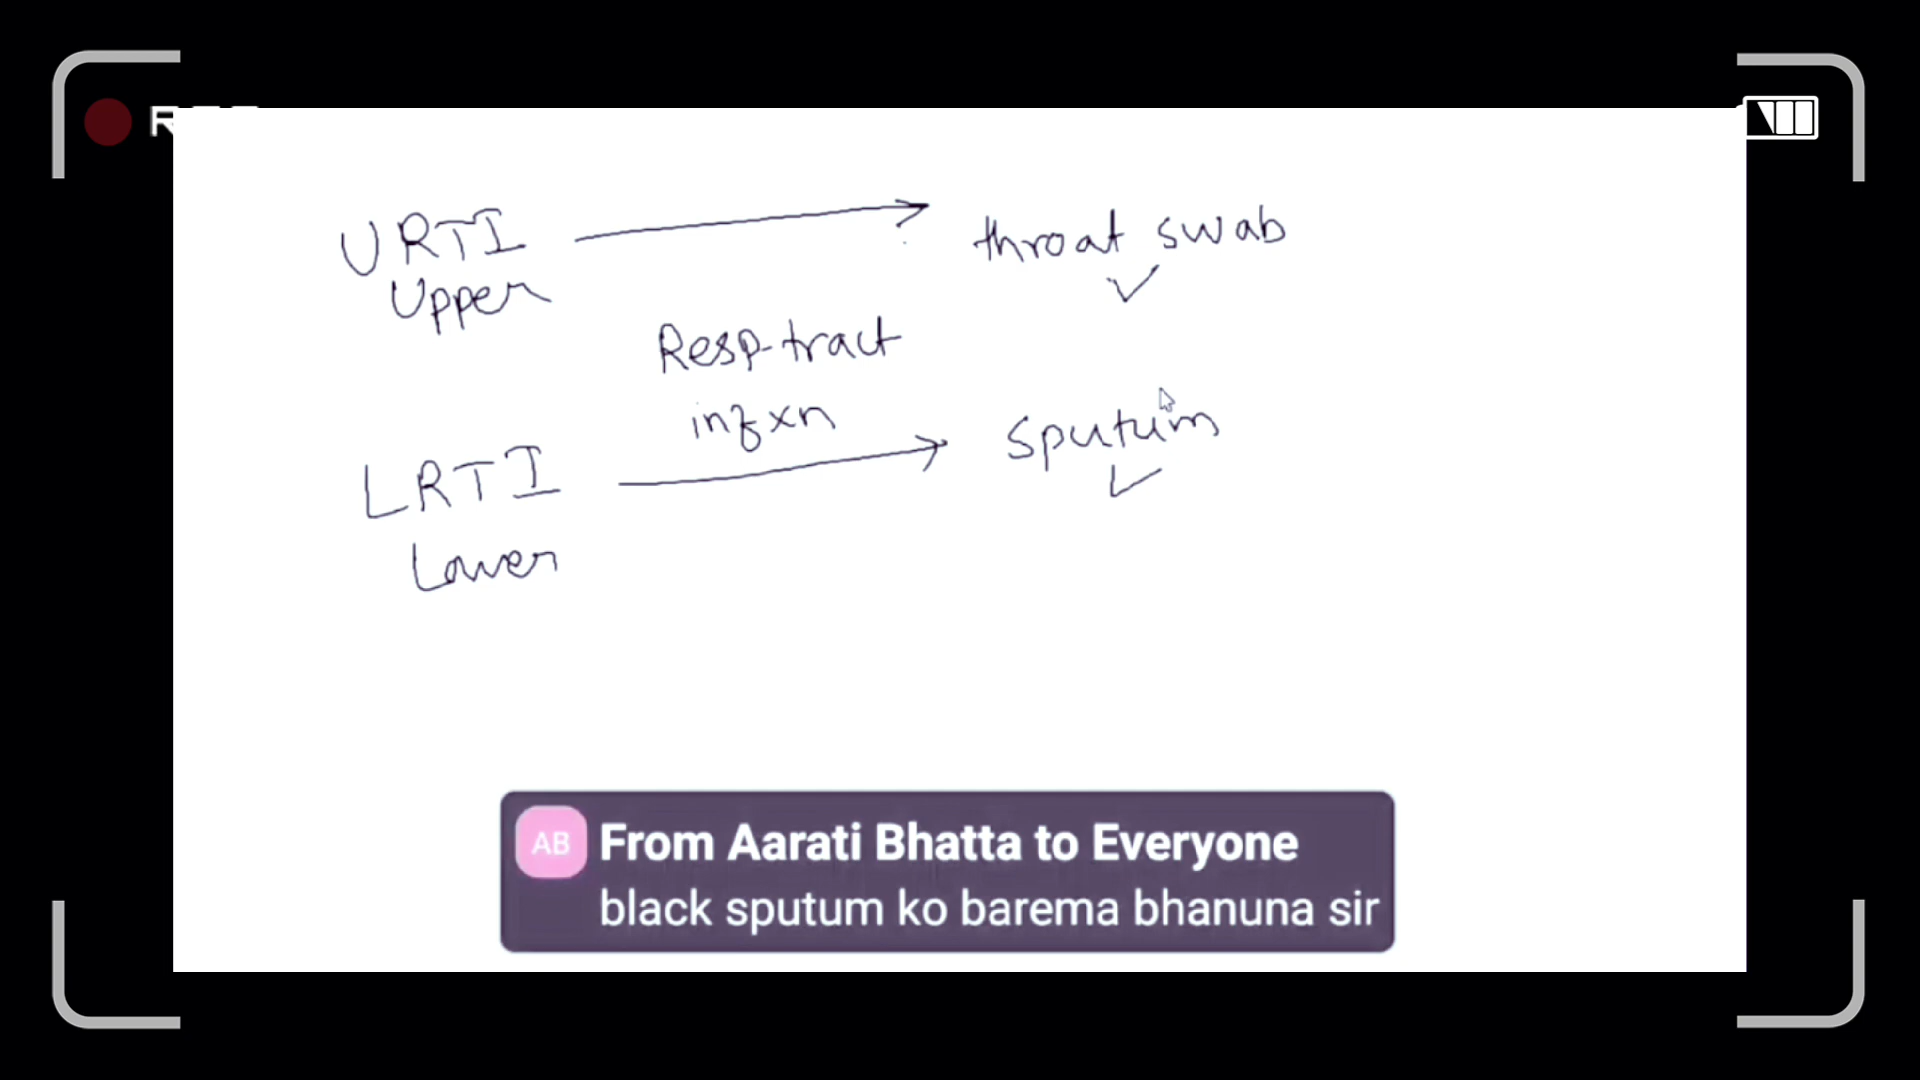 URTI → throat swab
Upper
Resp. tract
infxn
LRTI → sputum
Lower
AB From Aarati Bhatta to Everyone
black sputum ko barema bhanuna sir